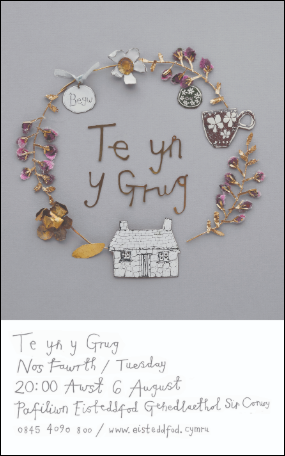 Begw
Te yn
y Grug
Te yn y Grug
Nos Fawrth / Tuesday
20:00 Awst 6 August
Pafiliwn Eisteddfod Genedlaethol Sir Conwy
0845 4090 800 / www.eisteddfod.cymru